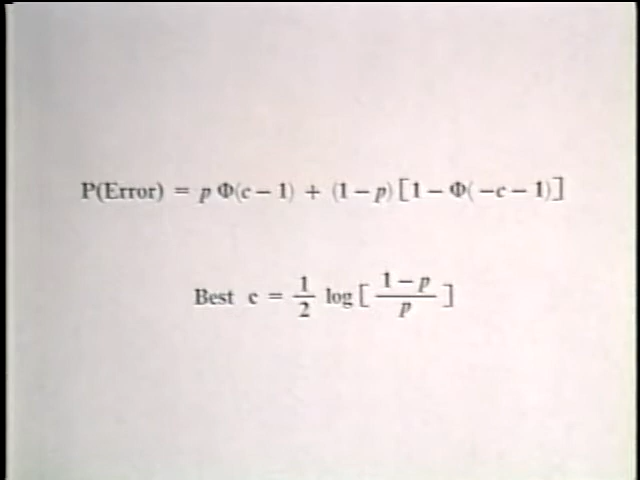 P(Error) = p Φ(c − 1) + (1 − p) [1 − Φ(−c − 1)]
Best c = 1/2 log [ 1 − p / p ]